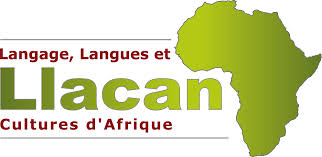 Langage, Langues et
Llacan
Cultures d'Afrique